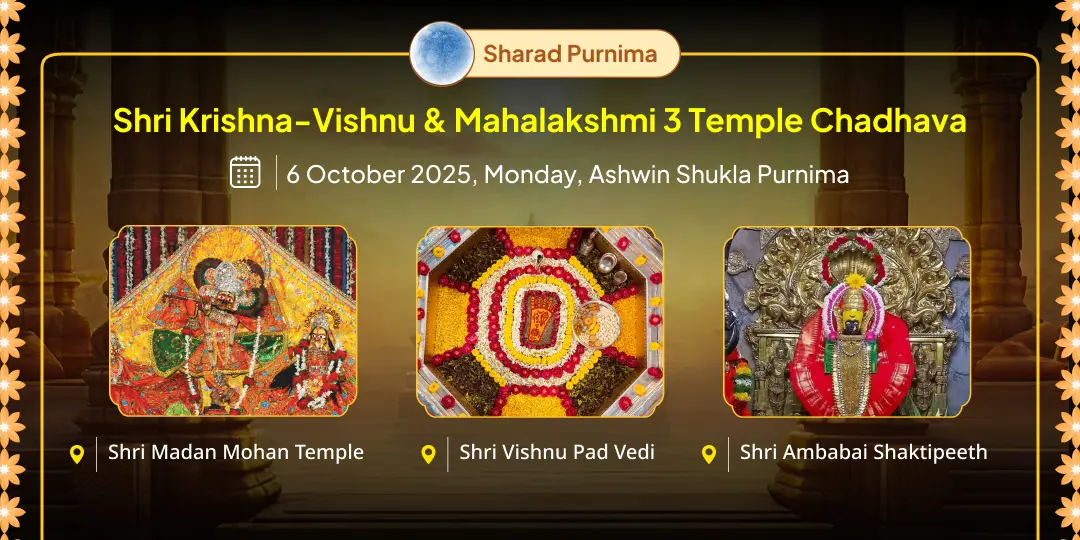 Sharad Purnima
Shri Krishna-Vishnu & Mahalakshmi 3 Temple Chadhava
6 October 2025, Monday, Ashwin Shukla Purnima
Shri Madan Mohan Temple
Shri Vishnu Pad Vedi
Shri Ambabai Shaktipeeth